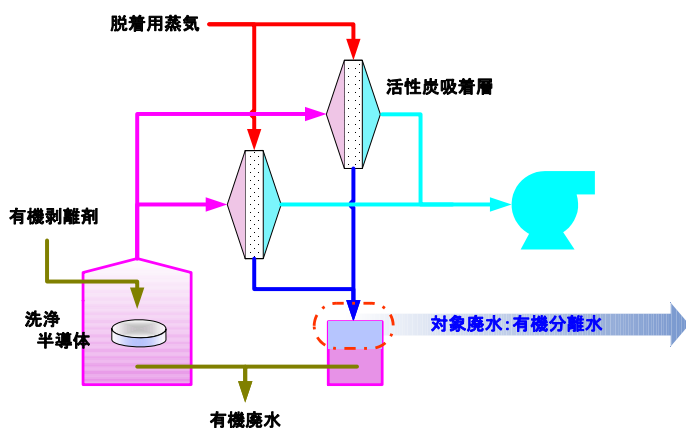 脱着用蒸気
活性炭吸着層
有機剥離剤
洗浄
半導体
対象廃水：有機分離水
有機廃水